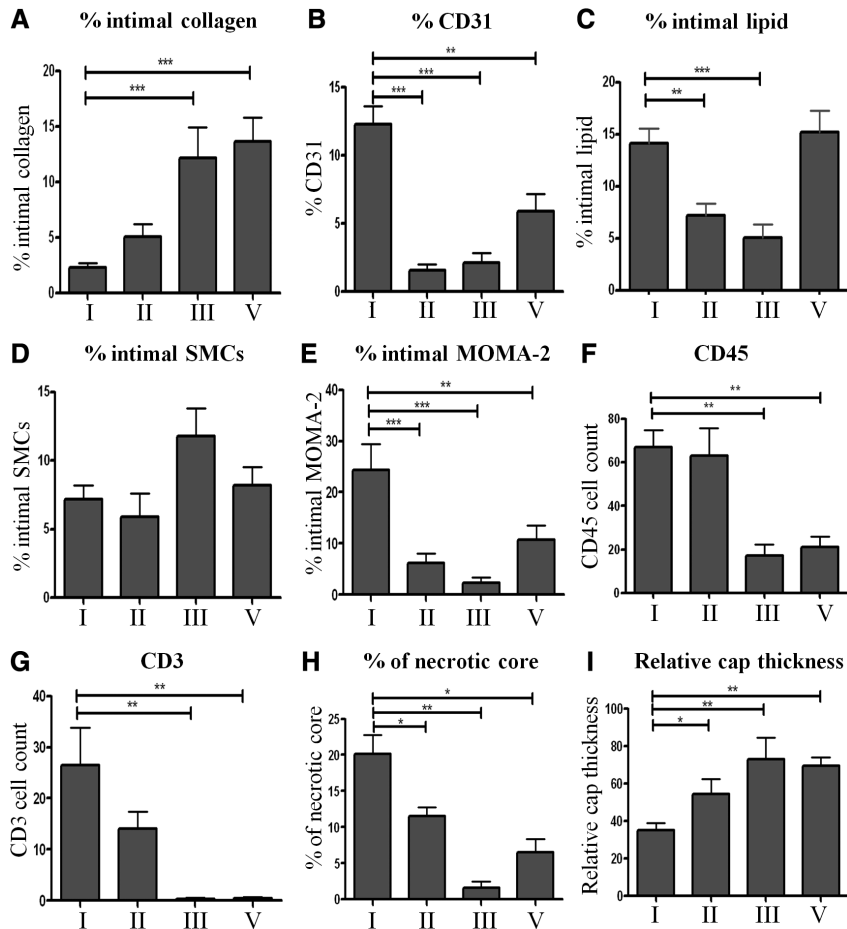 A % intimal collagen
% intimal collagen
20
15
10
5
0
***
***
I II III V
B % CD31
% CD31
15
10
5
0
**
***
***
I II III V
C % intimal lipid
% intimal lipid
20
15
10
5
0
***
**
I II III V
D % intimal SMCs
% intimal SMCs
15
10
5
0
I II III V
E % intimal MOMA-2
% intimal MOMA-2
40
30
20
10
0
**
***
***
I II III V
F CD45
CD45 cell count
80
60
40
20
0
**
**
I II III V
G CD3
CD3 cell count
40
30
20
10
0
**
**
I II III V
H % of necrotic core
% of necrotic core
25
20
15
10
5
0
*
**
*
I II III V
I Relative cap thickness
Relative cap thickness
100
80
60
40
20
0
**
**
*
I II III V